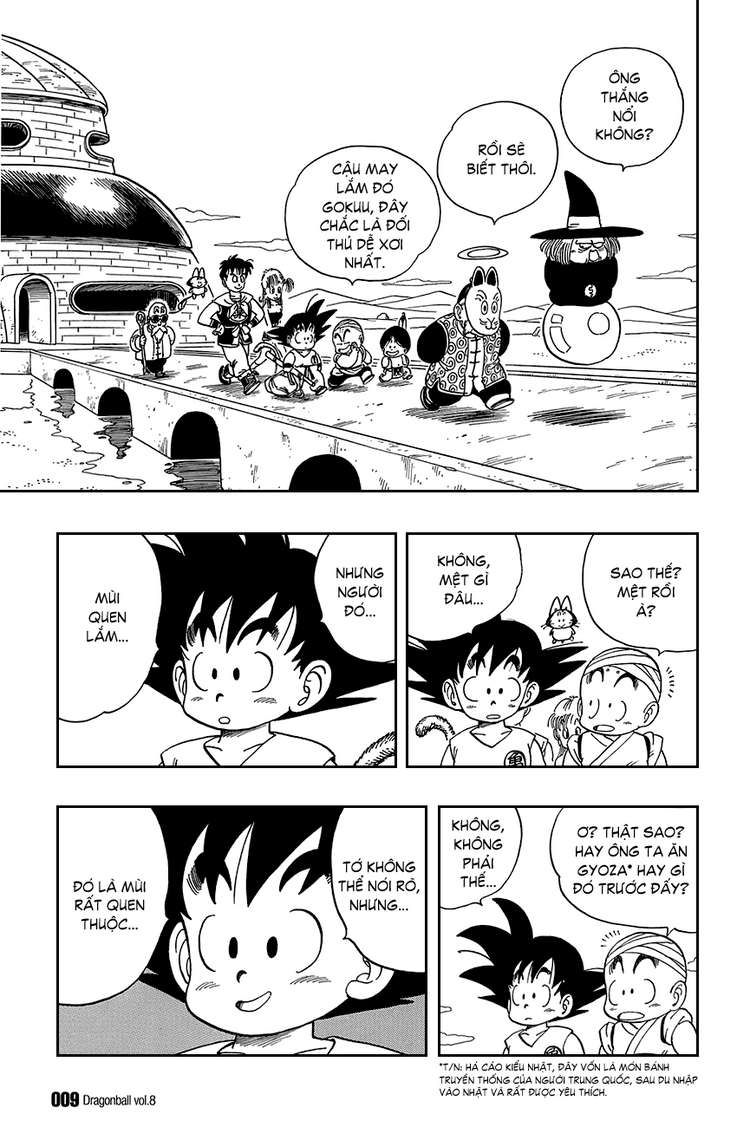 ÔNG
THẮNG
NỔI
KHÔNG?
RỒI SẼ
BIẾT THÔI.
CẬU MAY
LẮM ĐÓ
GOKUU, ĐÂY
CHẮC LÀ ĐỐI
THỦ DỄ XƠI
NHẤT.
SAO THẾ?
MỆT RỒI
À?
KHÔNG,
MỆT GÌ
ĐÂU...
NHƯNG
NGƯỜI
ĐÓ...
MÙI
QUEN
LẮM...
Ơ? THẬT SAO?
HAY ÔNG TA ĂN
GYOZA* HAY GÌ
ĐÓ TRƯỚC ĐẤY?
KHÔNG,
KHÔNG
PHẢI
THẾ...
TỚ KHÔNG
THỂ NÓI RÕ,
NHƯNG...
ĐÓ LÀ MÙI
RẤT QUEN
THUỘC...
*T/N: HÁ CẢO KIỂU NHẬT, ĐÂY VỐN LÀ MÓN BÁNH
TRUYỀN THỐNG CỦA NGƯỜI TRUNG QUỐC, SAU DU NHẬP
VÀO NHẬT VÀ RẤT ĐƯỢC YÊU THÍCH.
009 Dragonball vol.8